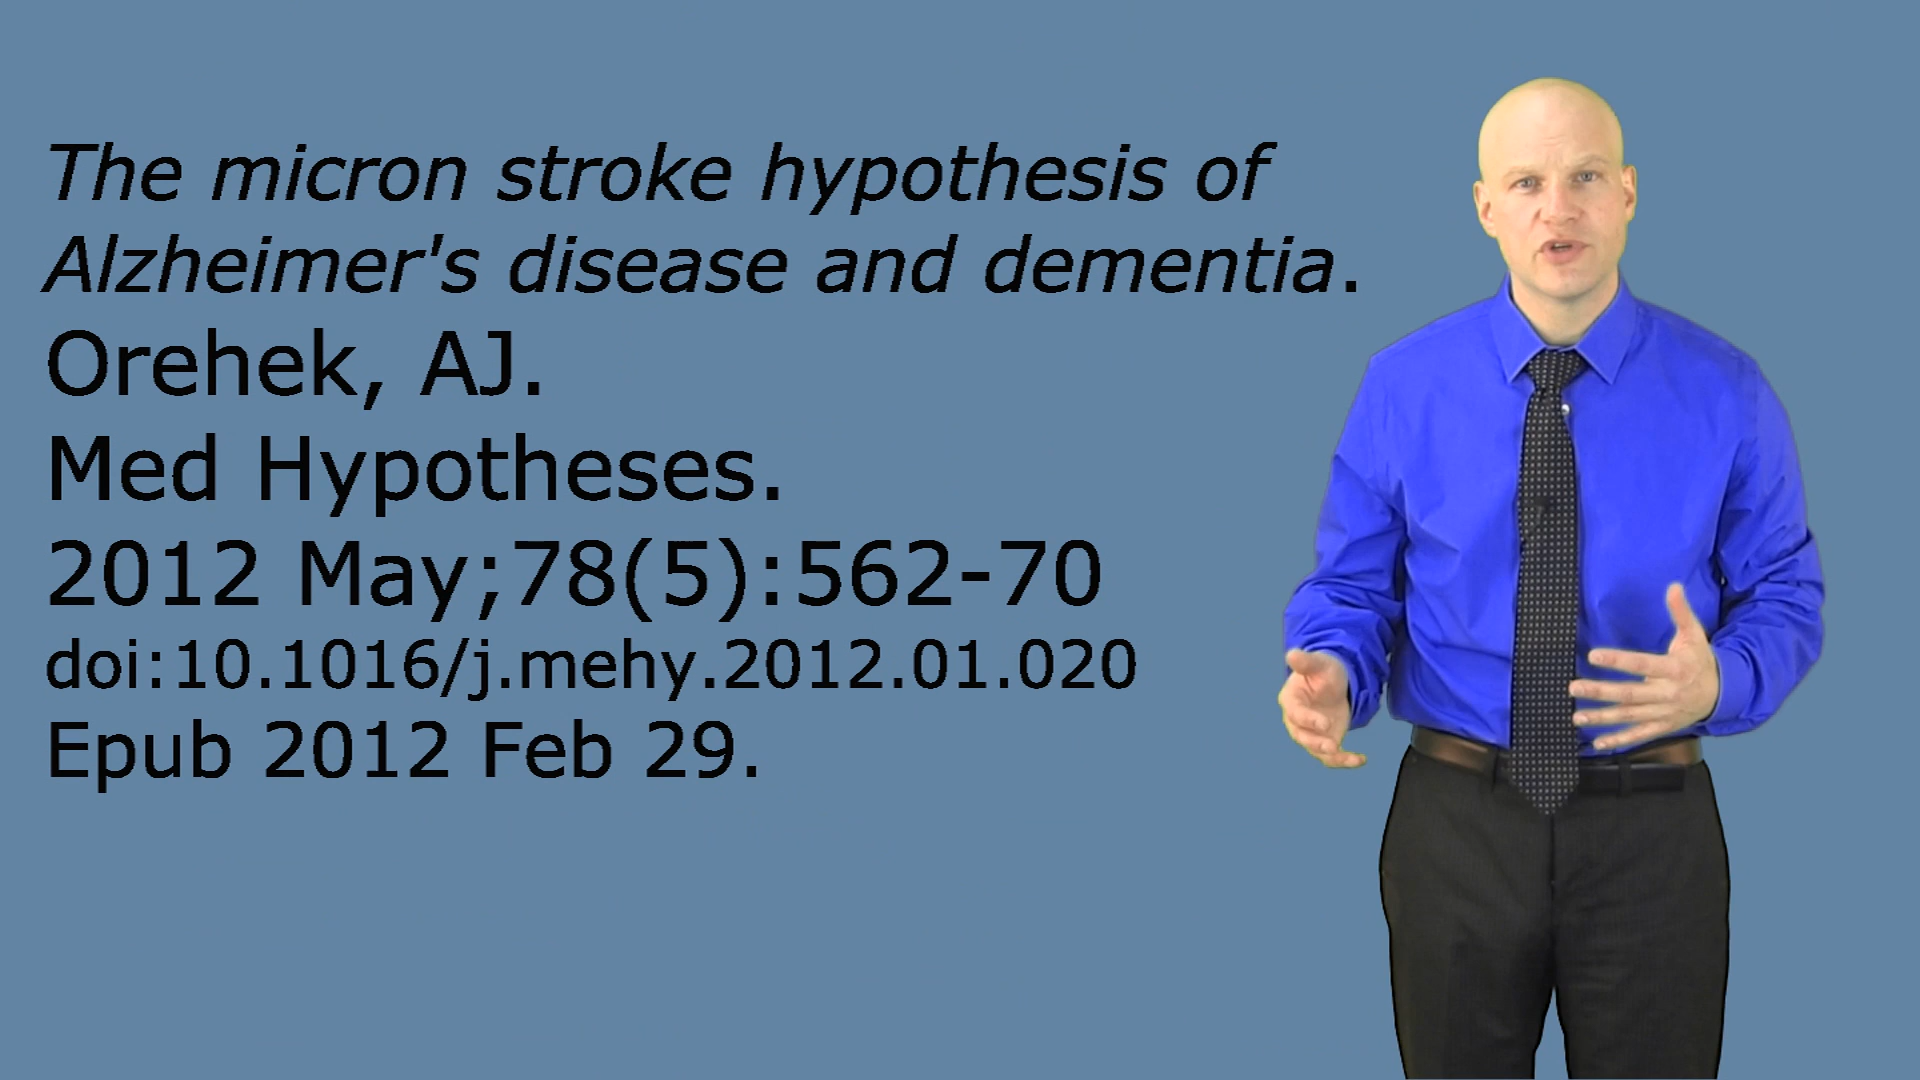 The micron stroke hypothesis of
Alzheimer's disease and dementia.
Orehek, AJ.
Med Hypotheses.
2012 May;78(5):562-70
doi:10.1016/j.mehy.2012.01.020
Epub 2012 Feb 29.